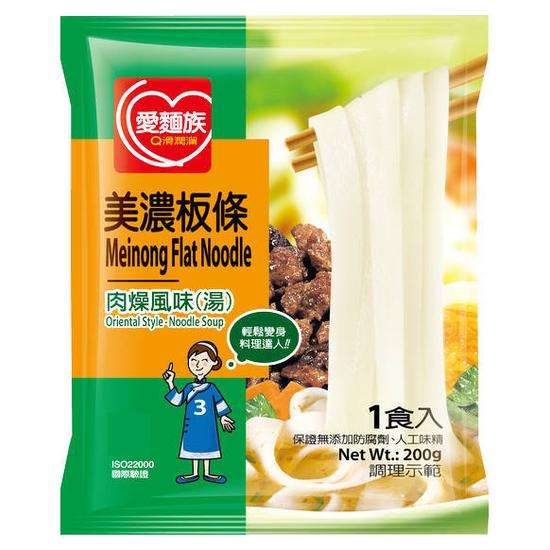 愛麵族
Q滑潤溜
美濃板條
Meinong Flat Noodle
肉燥風味(湯)
Oriental Style-Noodle Soup
輕鬆變身
料理達人!!
3
ISO22000
國際驗證
1食入
保證無添加防腐劑、人工味精
Net Wt.: 200g
調理示範